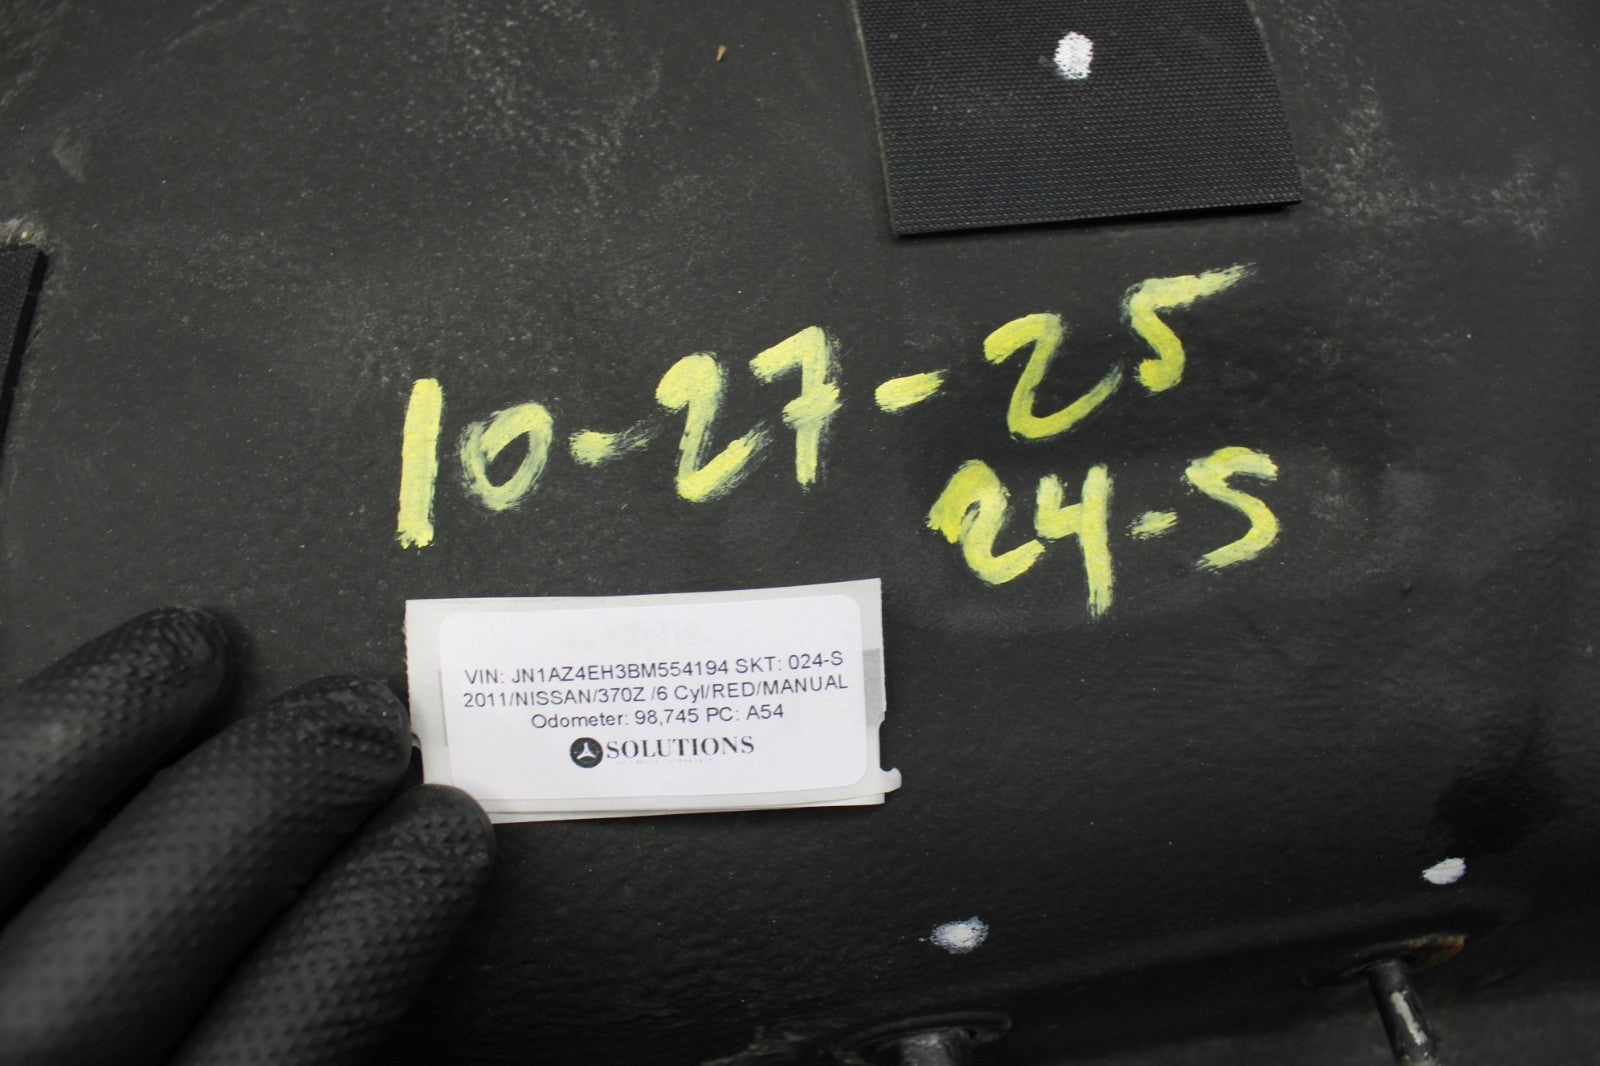 10-27-25
24-S
VIN: JN1AZ4EH3BM554194 SKT: 024-S
2011/NISSAN/370Z /6 Cyl/RED/MANUAL
Odometer: 98,745 PC: A54
SOLUTIONS